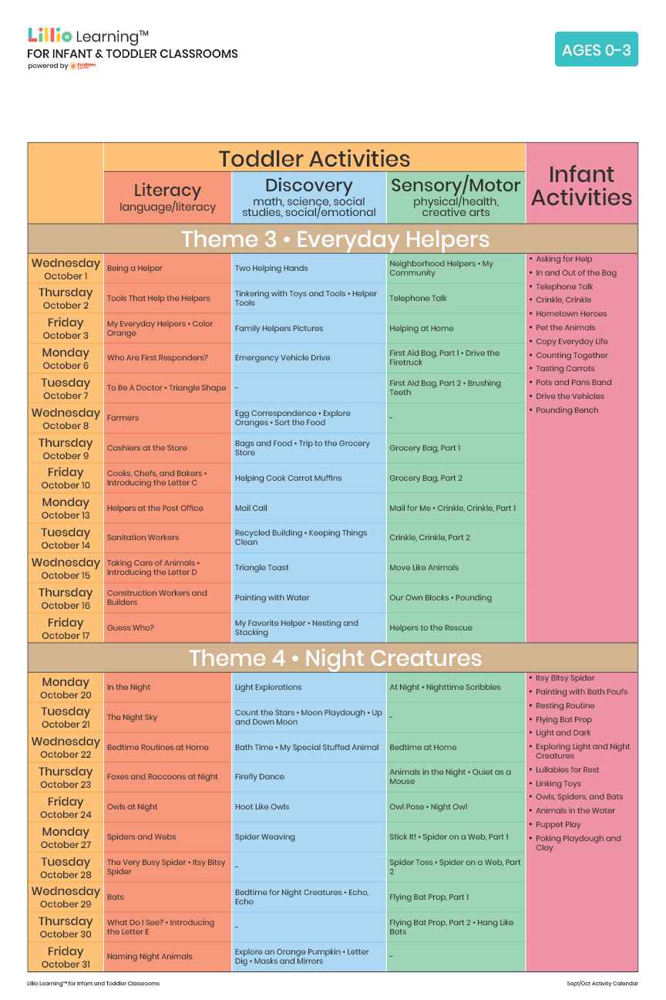 Lillio Learning™
FOR INFANT & TODDLER CLASSROOMS
powered by SunShine
AGES 0-3
Toddler Activities
Infant
Activities
Literacy
language/literacy
Discovery
math, science, social
studies, social/emotional
Sensory/Motor
physical/health,
creative arts
Theme 3 • Everyday Helpers
Wednesday
October 1
Being a Helper
Two Helping Hands
Neighborhood Helpers • My
Community
Thursday
October 2
Tools That Help the Helpers
Tinkering with Toys and Tools • Helper
Tools
Telephone Talk
Friday
October 3
My Everyday Helpers • Color
Orange
Family Helpers Pictures
Helping at Home
Monday
October 6
Who Are First Responders?
Emergency Vehicle Drive
First Aid Bag, Part 1 • Drive the
Firetruck
Tuesday
October 7
To Be A Doctor • Triangle Shape
-
First Aid Bag, Part 2 • Brushing
Teeth
Wednesday
October 8
Farmers
Egg Correspondence • Explore
Oranges • Sort the Food
-
Thursday
October 9
Cashiers at the Store
Bags and Food • Trip to the Grocery
Store
Grocery Bag, Part 1
Friday
October 10
Cooks, Chefs, and Bakers •
Introducing the Letter C
Helping Cook Carrot Muffins
Grocery Bag, Part 2
Monday
October 13
Helpers at the Post Office
Mail Call
Mail for Me • Crinkle, Crinkle, Part 1
Tuesday
October 14
Sanitation Workers
Recycled Building • Keeping Things
Clean
Crinkle, Crinkle, Part 2
Wednesday
October 15
Taking Care of Animals •
Introducing the Letter D
Triangle Toast
Move Like Animals
Thursday
October 16
Construction Workers and
Builders
Painting with Water
Our Own Blocks • Pounding
Friday
October 17
Guess Who?
My Favorite Helper • Nesting and
Stacking
Helpers to the Rescue
• Asking for Help
• In and Out of the Bag
• Telephone Talk
• Crinkle, Crinkle
• Hometown Heroes
• Pet the Animals
• Copy Everyday Life
• Counting Together
• Tasting Carrots
• Pots and Pans Band
• Drive the Vehicles
• Pounding Bench
Theme 4 • Night Creatures
Monday
October 20
In the Night
Light Explorations
At Night • Nighttime Scribbles
Tuesday
October 21
The Night Sky
Count the Stars • Moon Playdough • Up
and Down Moon
-
Wednesday
October 22
Bedtime Routines at Home
Bath Time • My Special Stuffed Animal
Bedtime at Home
Thursday
October 23
Foxes and Raccoons at Night
Firefly Dance
Animals in the Night • Quiet as a
Mouse
Friday
October 24
Owls at Night
Hoot Like Owls
Owl Pose • Night Owl
Monday
October 27
Spiders and Webs
Spider Weaving
Stick It! • Spider on a Web, Part 1
Tuesday
October 28
The Very Busy Spider • Itsy Bitsy
Spider
-
Spider Toss • Spider on a Web, Part
2
Wednesday
October 29
Bats
Bedtime for Night Creatures • Echo,
Echo
Flying Bat Prop, Part 1
Thursday
October 30
What Do I See? • Introducing
the Letter E
-
Flying Bat Prop, Part 2 • Hang Like
Bats
Friday
October 31
Naming Night Animals
Explore an Orange Pumpkin • Letter
Dig • Masks and Mirrors
-
• Itsy Bitsy Spider
• Painting with Bath Poufs
• Resting Routine
• Flying Bat Prop
• Light and Dark
• Exploring Light and Night
Creatures
• Lullabies for Rest
• Linking Toys
• Owls, Spiders, and Bats
• Animals in the Water
• Puppet Play
• Poking Playdough and
Clay
Lillio Learning™ for Infant and Toddler Classrooms
Sept/Oct Activity Calendar